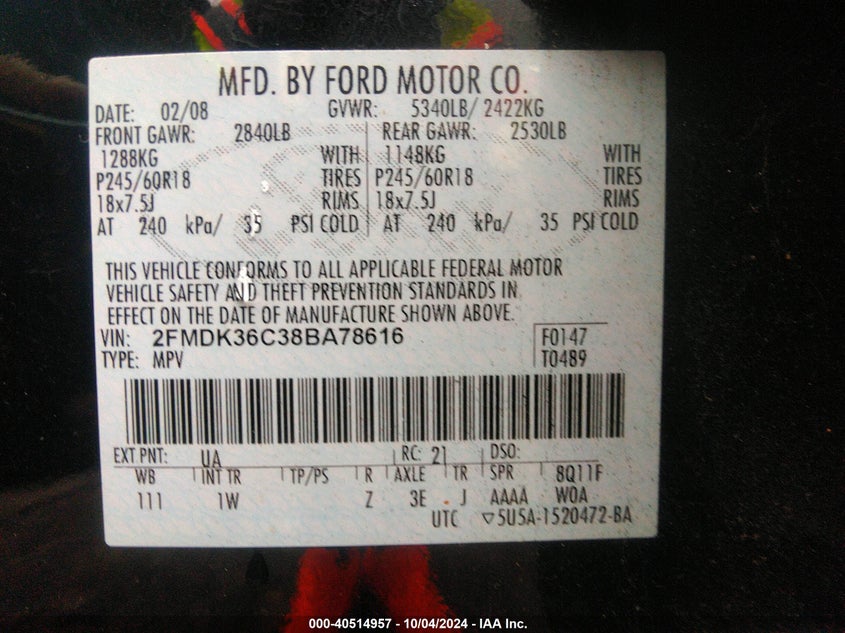 MFD. BY FORD MOTOR CO.
DATE: 02/08 GVWR: 5340LB/ 2422KG
FRONT GAWR: 2840LB REAR GAWR: 2530LB
1288KG WITH 1148KG WITH
P245/60R18 TIRES P245/60R18 TIRES
18x7.5J RIMS 18x7.5J RIMS
AT 240 kPa/ 35 PSI COLD AT 240 kPa/ 35 PSI COLD
THIS VEHICLE CONFORMS TO ALL APPLICABLE FEDERAL MOTOR
VEHICLE SAFETY AND THEFT PREVENTION STANDARDS IN
EFFECT ON THE DATE OF MANUFACTURE SHOWN ABOVE.
VIN: 2FMDK36C38BA78616 F0147
TYPE: MPV T0489
EXT PNT: UA RC: 21 DSO:
WB INT TR TP/PS R AXLE TR SPR 8Q11F
111 1W Z 3E J AAAA WOA
UTC ▽5U5A-1520472-BA
000-40514957 - 10/04/2024 - IAA Inc.